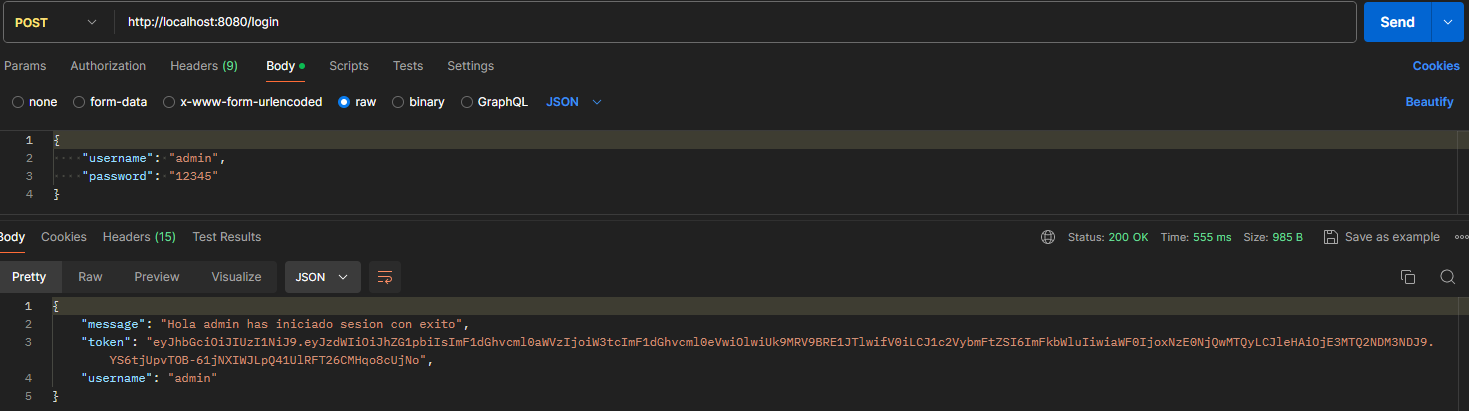 POST http://localhost:8080/login Send
Params Authorization Headers (9) Body Scripts Tests Settings Cookies
none form-data x-www-form-urlencoded raw binary GraphQL JSON Beautify
1 {
2 "username": "admin",
3 "password": "12345"
4 }
Body Cookies Headers (15) Test Results Status: 200 OK Time: 555 ms Size: 985 B Save as example
Pretty Raw Preview Visualize JSON
1 {
2 "message": "Hola admin has iniciado sesion con exito",
3 "token": "eyJhbGciOiJIUzI1NiJ9.eyJzdWIiOiJhZG1pbiIsImF1dGhvcml0aWVzIjoiW3tcImF1dGhvcml0eVwiOlwiUk9MRV9BRE1JTlwifV0iLCJ1c2VybmFtZSI6ImFkbWluIiwiaWF0IjoxNzE0NjQwMTQyLCJleHAiOjE3MTQ2NDM3NDJ9.
YS6tjUpvTOB-61jNXIWJLpQ41UlRFT26CMHqo8cUjNo",
4 "username": "admin"
5 }